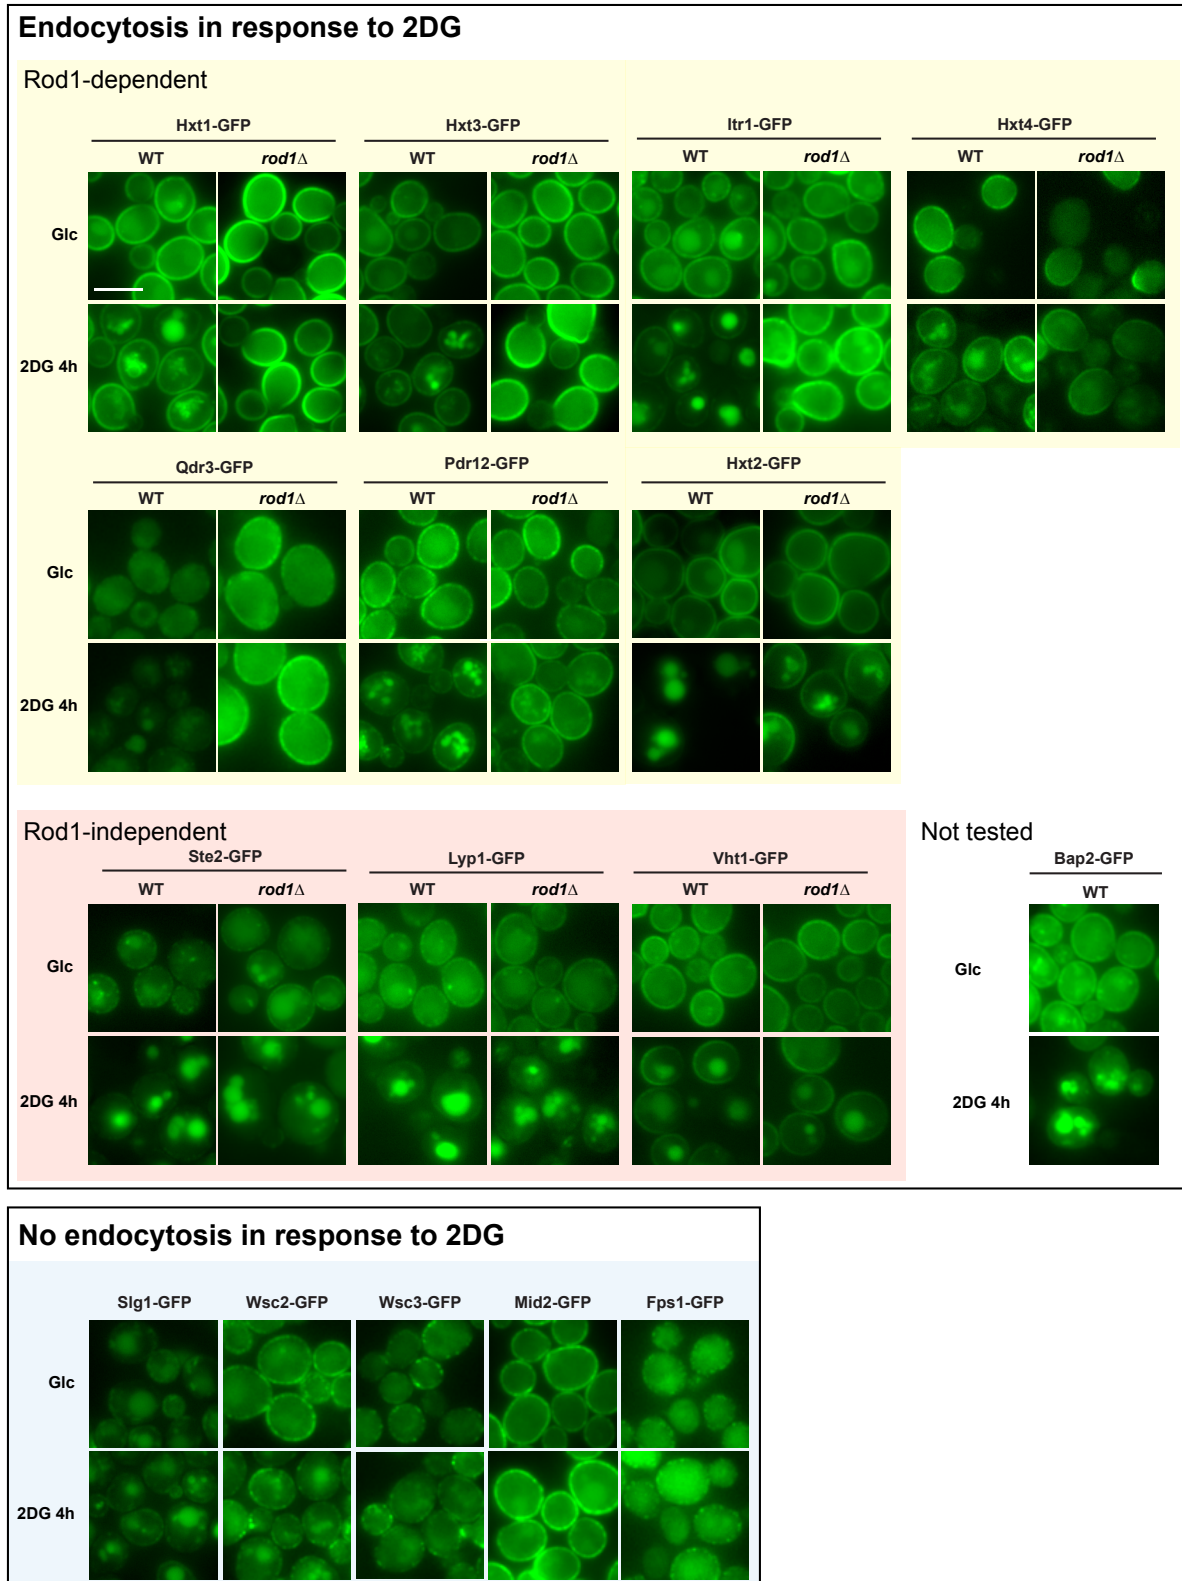 Endocytosis in response to 2DG
Rod1-dependent
Hxt1-GFP Hxt3-GFP Itr1-GFP Hxt4-GFP
WT rod1Δ WT rod1Δ WT rod1Δ WT rod1Δ
Glc
2DG 4h
Qdr3-GFP Pdr12-GFP Hxt2-GFP
WT rod1Δ WT rod1Δ WT rod1Δ
Glc
2DG 4h
Rod1-independent Not tested
Ste2-GFP Lyp1-GFP Vht1-GFP Bap2-GFP
WT rod1Δ WT rod1Δ WT rod1Δ WT
Glc Glc
2DG 4h 2DG 4h
No endocytosis in response to 2DG
Slg1-GFP Wsc2-GFP Wsc3-GFP Mid2-GFP Fps1-GFP
Glc
2DG 4h